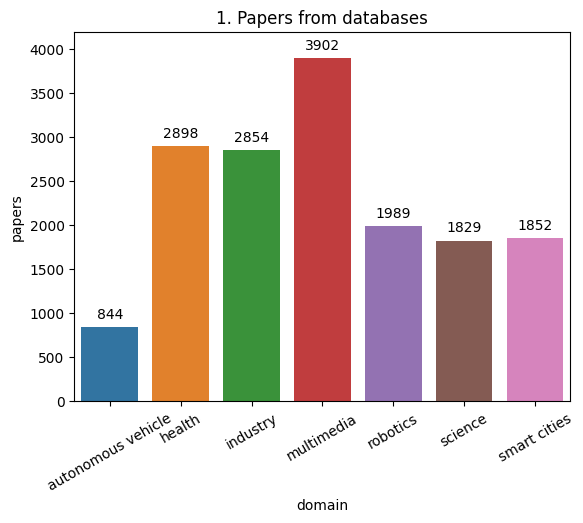 1. Papers from databases
papers
4000
3500
3000
2500
2000
1500
1000
500
0
844
2898
2854
3902
1989
1829
1852
autonomous vehicle
health
industry
multimedia
robotics
science
smart cities
domain